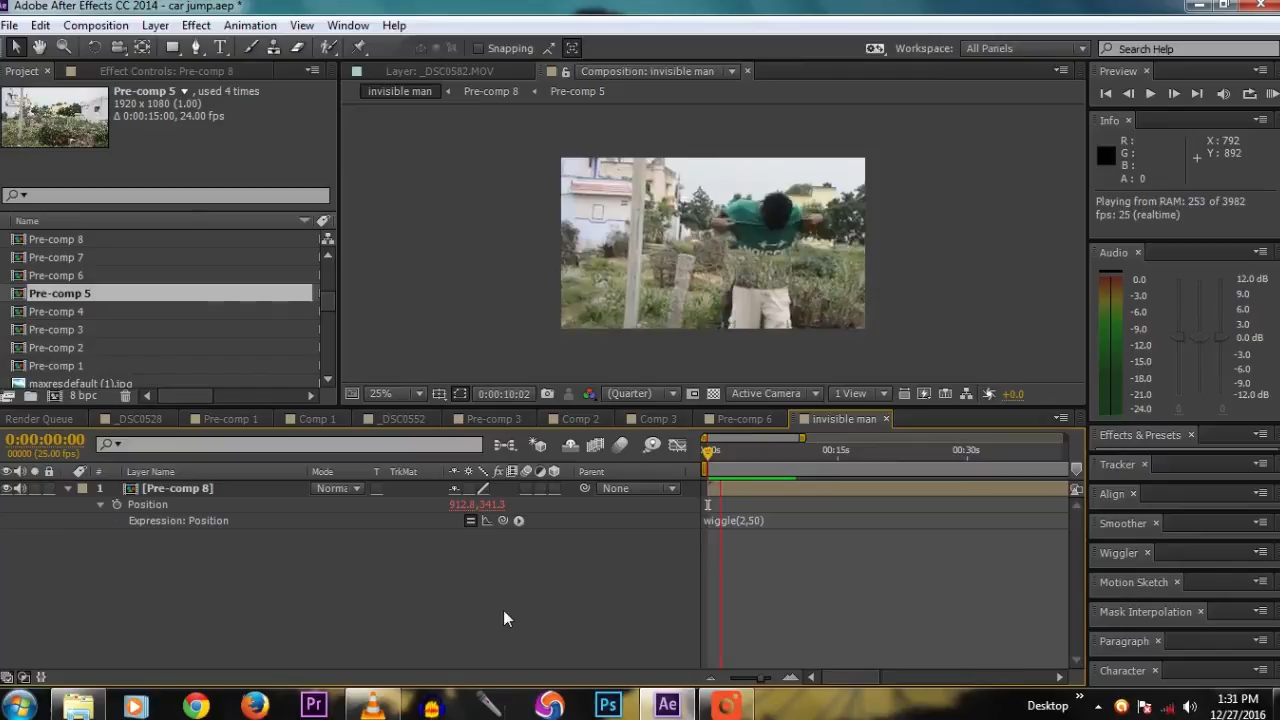 Adobe After Effects CC 2014 - car jump.aep *
File Edit Composition Layer Effect Animation View Window Help
Snapping
Workspace: All Panels
Search Help
Project Effect Controls: Pre-comp 8
Layer: _DSC0582.MOV
Composition: invisible man
Preview
Pre-comp 5 , used 4 times
1920 x 1080 (1.00)
Δ 0:00:15:00, 24.00 fps
invisible man Pre-comp 8 Pre-comp 5
Info
R :
G :
B :
A : 0
X : 792
Y : 892
Playing from RAM: 253 of 3982
fps: 25 (realtime)
Name
Pre-comp 8
Pre-comp 7
Pre-comp 6
Pre-comp 5
Pre-comp 4
Pre-comp 3
Pre-comp 2
Pre-comp 1
maxresdefault (1).jpg
8 bpc
Audio
0.0
-3.0
-6.0
-9.0
-12.0
-15.0
-18.0
-21.0
-24.0
12.0 dB
9.0
6.0
3.0
0.0 dB
-3.0
-6.0
-9.0
-12.0 dB
25% 0:00:10:02 (Quarter) Active Camera 1 View +0.0
Render Queue _DSC0528 Pre-comp 1 Comp 1 _DSC0552 Pre-comp 3 Comp 2 Comp 3 Pre-comp 6 invisible man
0:00:00:00
00000 (25.00 fps)
:00s 00:15s 00:30s
Layer Name Mode T TrkMat Parent
1 [Pre-comp 8] Norma None
Position 912.8,341.3
Expression: Position wiggle(2,50)
Effects & Presets
Tracker
Align
Smoother
Wiggler
Motion Sketch
Mask Interpolation
Paragraph
Character
Pr
Ps
Ae
Desktop
1:31 PM
12/27/2016